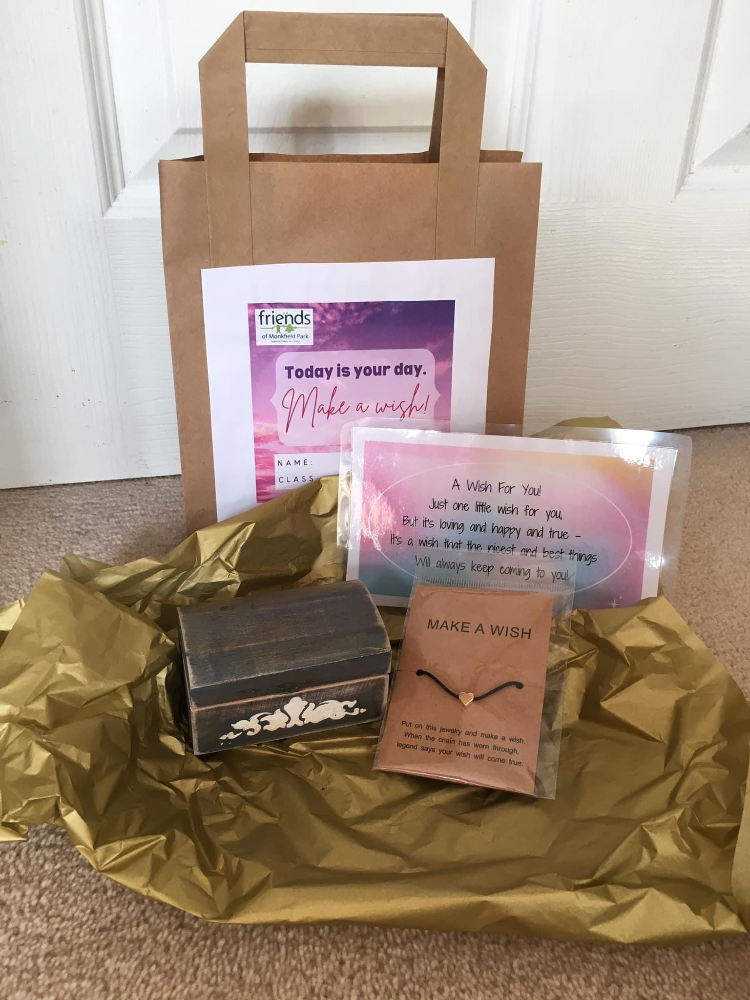 friends
of Monkfield Park
Today is your day.
Make a wish!
NAME:
CLASS:
A Wish For You!
Just one little wish for you,
But it's loving and happy and true –
It's a wish that the nicest and best things
Will always keep coming to you!
MAKE A WISH
Put on this jewelry and make a wish.
When the chain has worn through,
legend says your wish will come true.